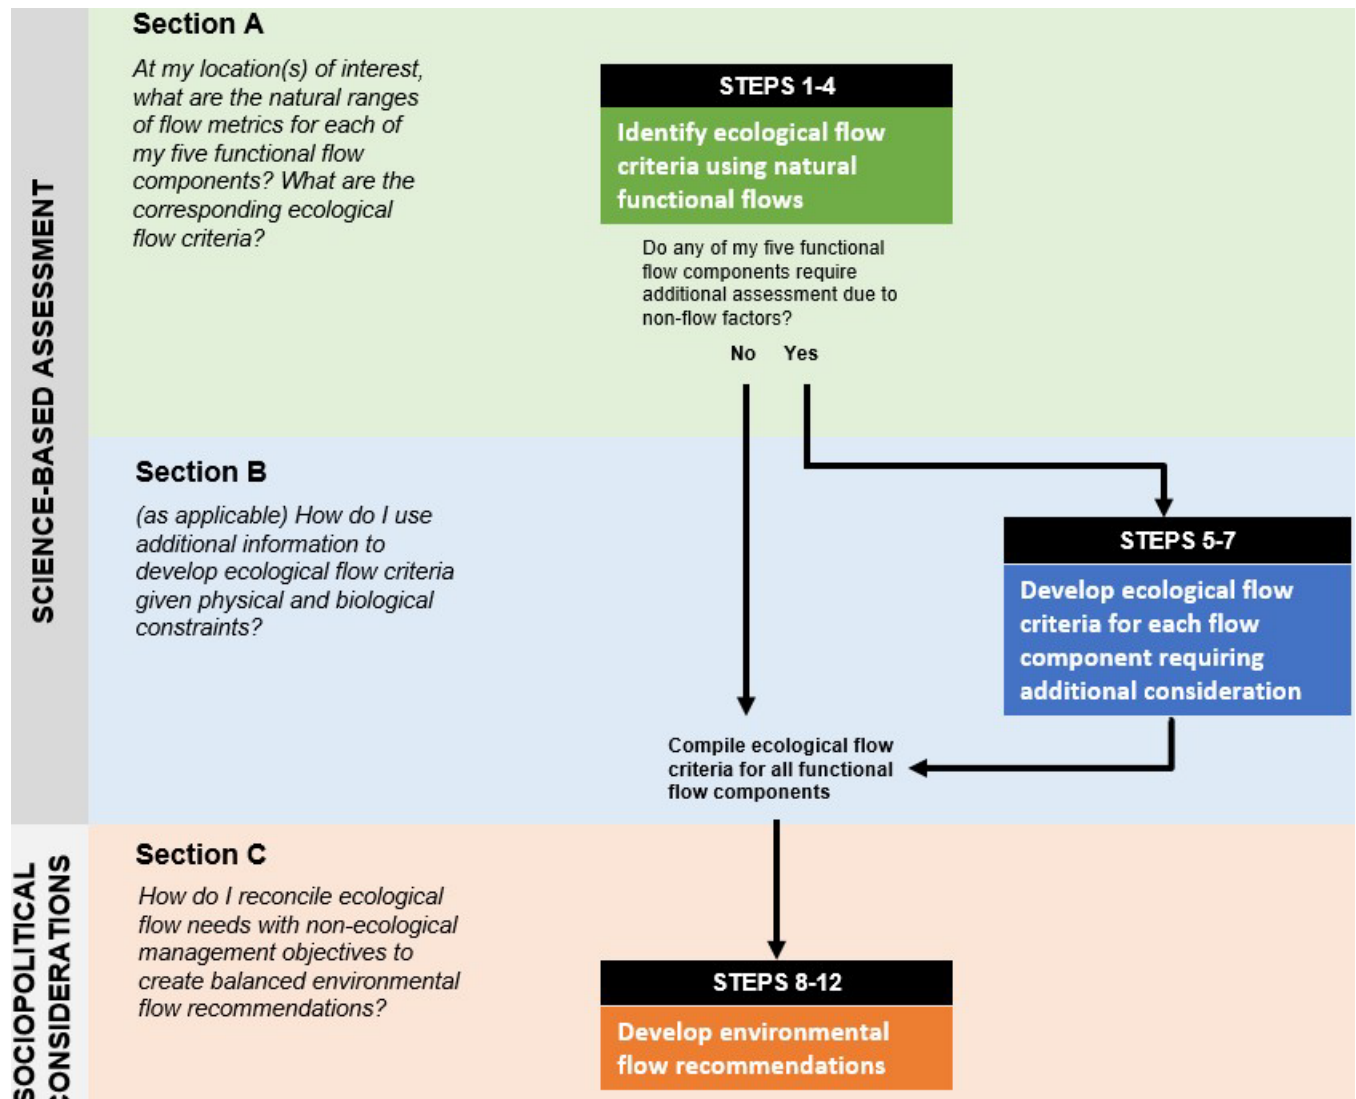 SCIENCE-BASED ASSESSMENT
Section A
At my location(s) of interest,
what are the natural ranges
of flow metrics for each of
my five functional flow
components? What are the
corresponding ecological
flow criteria?
STEPS 1-4
Identify ecological flow
criteria using natural
functional flows
Do any of my five functional
flow components require
additional assessment due to
non-flow factors?
No Yes
Section B
(as applicable) How do I use
additional information to
develop ecological flow criteria
given physical and biological
constraints?
STEPS 5-7
Develop ecological flow
criteria for each flow
component requiring
additional consideration
Compile ecological flow
criteria for all functional
flow components
SOCIOPOLITICAL
CONSIDERATIONS
Section C
How do I reconcile ecological
flow needs with non-ecological
management objectives to
create balanced environmental
flow recommendations?
STEPS 8-12
Develop environmental
flow recommendations